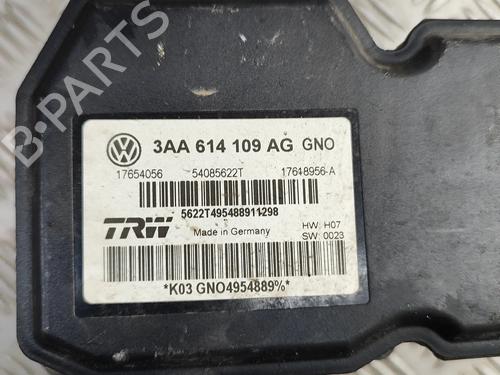 3AA 614 109 AG GNO
17654056 54085622T 17618956-A
5622T495488911298
TRW Made in Germany HW: H07
SW: 0023
*K03 GNO4954889%*
B-PARTS